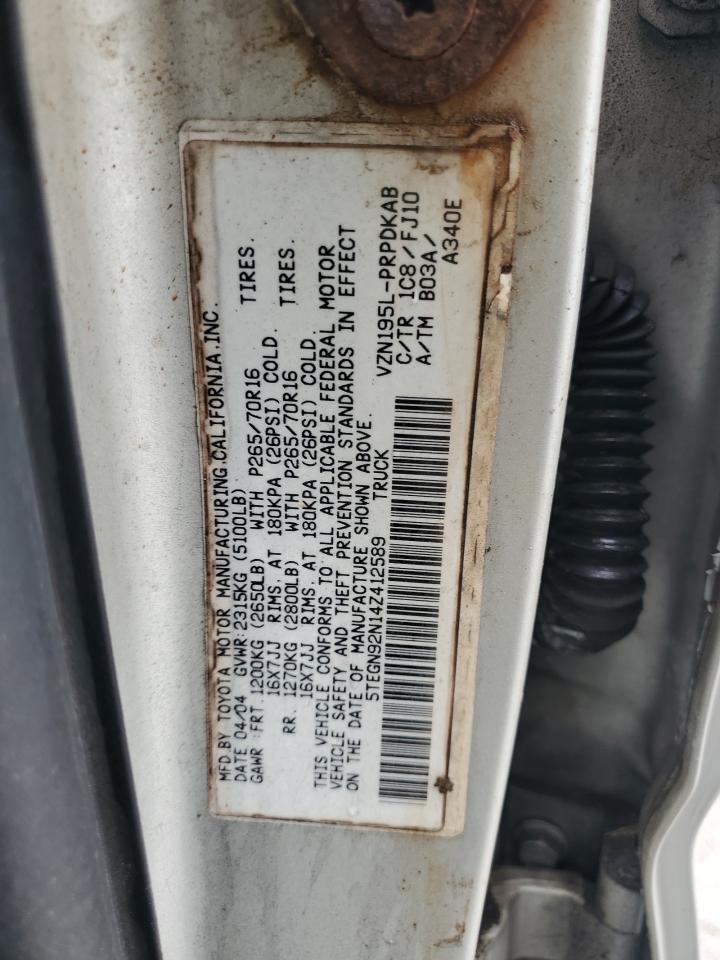 MFD.BY TOYOTA MOTOR MANUFACTURING,CALIFORNIA.INC.
DATE 04/04 GVWR:2315KG (5100LB)
GAWR :FRT.1200KG (2650LB) WITH P265/70R16 TIRES.
16X7JJ RIMS. AT 180KPA (26PSI) COLD.
RR. 1270KG (2800LB) WITH P265/70R16 TIRES.
16X7JJ RIMS. AT 180KPA (26PSI) COLD.
THIS VEHICLE CONFORMS TO ALL APPLICABLE FEDERAL MOTOR
VEHICLE SAFETY AND THEFT PREVENTION STANDARDS IN EFFECT
ON THE DATE OF MANUFACTURE SHOWN ABOVE.
5TEGN92N14Z412589 TRUCK
VZN195L-PRPDKAB
C/TR 1C8/FJ10
A/TM B03A/
A340E